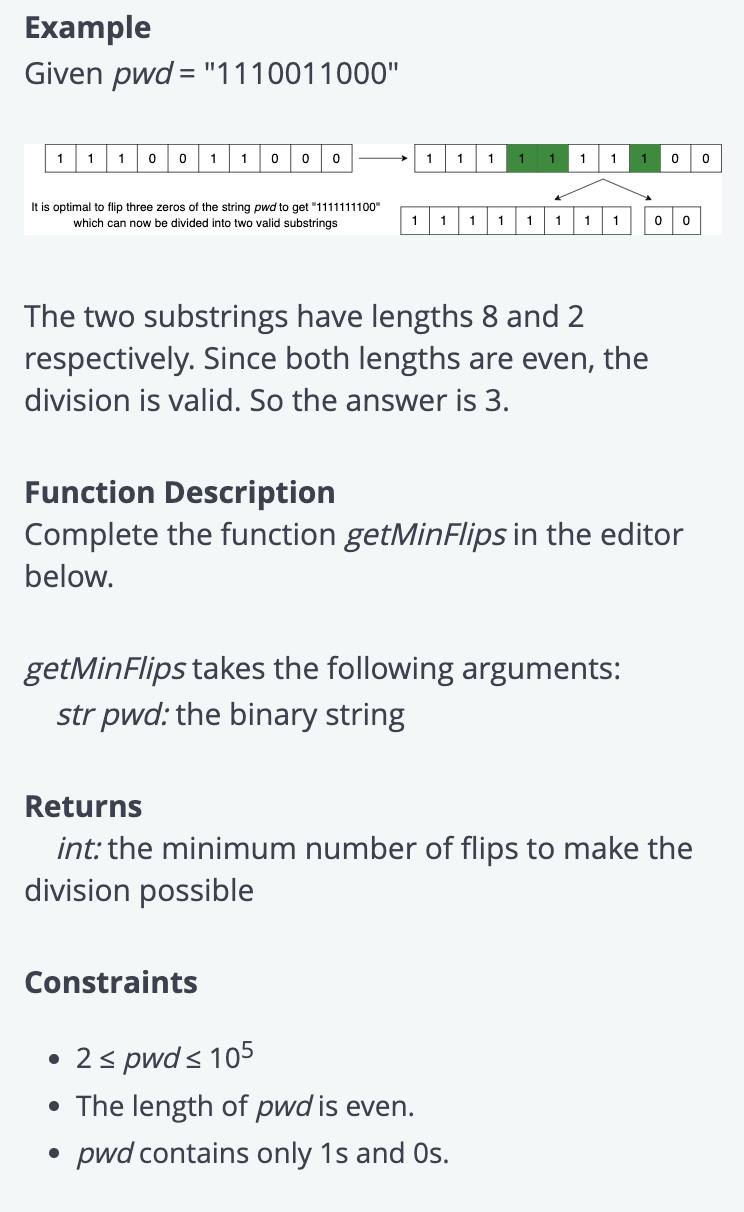 Example
Given pwd = "1110011000"
1 1 1 0 0 1 1 0 0 0
1 1 1 1 1 1 1 1 0 0
It is optimal to flip three zeros of the string pwd to get "1111111100"
which can now be divided into two valid substrings
1 1 1 1 1 1 1 1
0 0
The two substrings have lengths 8 and 2
respectively. Since both lengths are even, the
division is valid. So the answer is 3.
Function Description
Complete the function getMinFlips in the editor
below.
getMinFlips takes the following arguments:
str pwd: the binary string
Returns
int: the minimum number of flips to make the
division possible
Constraints
• 2 ≤ pwd ≤ 10⁵
• The length of pwd is even.
• pwd contains only 1s and 0s.